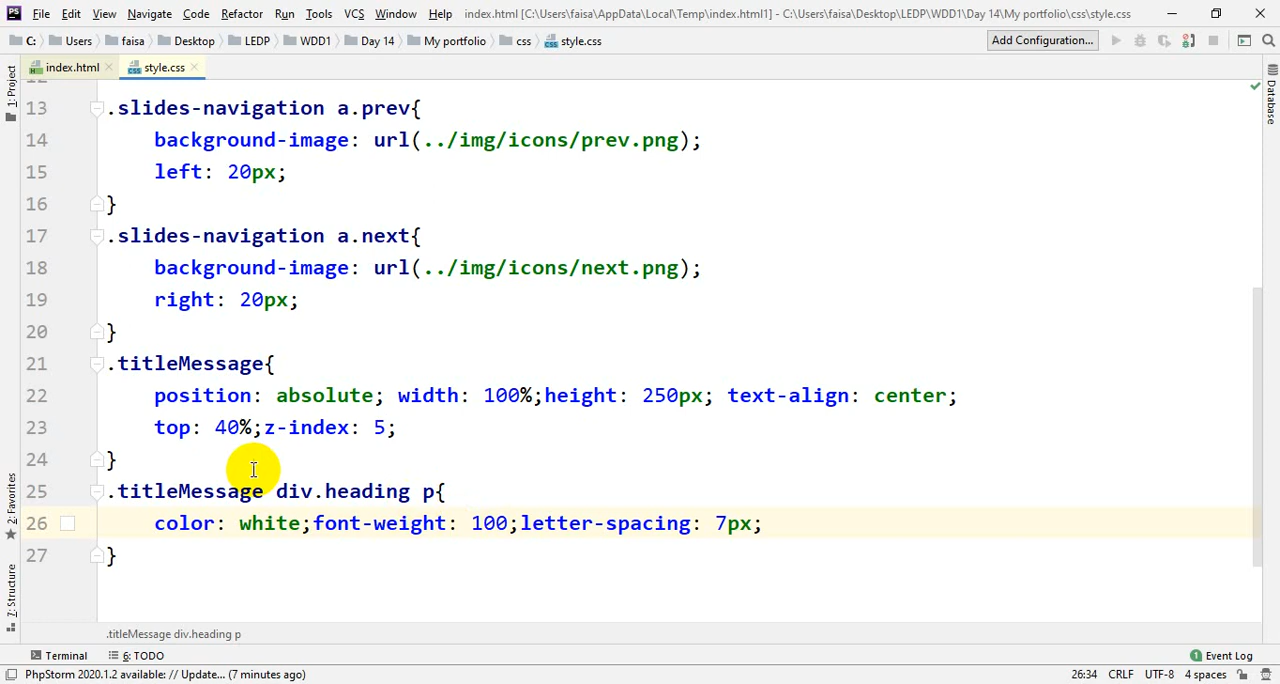 PS File Edit View Navigate Code Refactor Run Tools VCS Window Help index.html [C:\Users\faisa\AppData\Local\Temp\index.html1] - C:\Users\faisa\Desktop\LEDP\WDD1\Day 14\My portfolio\css\style.css
C: Users faisa Desktop LEDP WDD1 Day 14 My portfolio css style.css Add Configuration...
index.html style.css
1: Project
Database
13 .slides-navigation a.prev{
14 background-image: url(../img/icons/prev.png);
15 left: 20px;
16 }
17 .slides-navigation a.next{
18 background-image: url(../img/icons/next.png);
19 right: 20px;
20 }
21 .titleMessage{
22 position: absolute; width: 100%;height: 250px; text-align: center;
23 top: 40%;z-index: 5;
24 }
25 .titleMessage div.heading p{
26 color: white;font-weight: 100;letter-spacing: 7px;
27 }
2: Favorites
Z: Structure
.titleMessage div.heading p
Terminal 6: TODO 1 Event Log
PhpStorm 2020.1.2 available: // Update... (7 minutes ago) 26:34 CRLF UTF-8 4 spaces